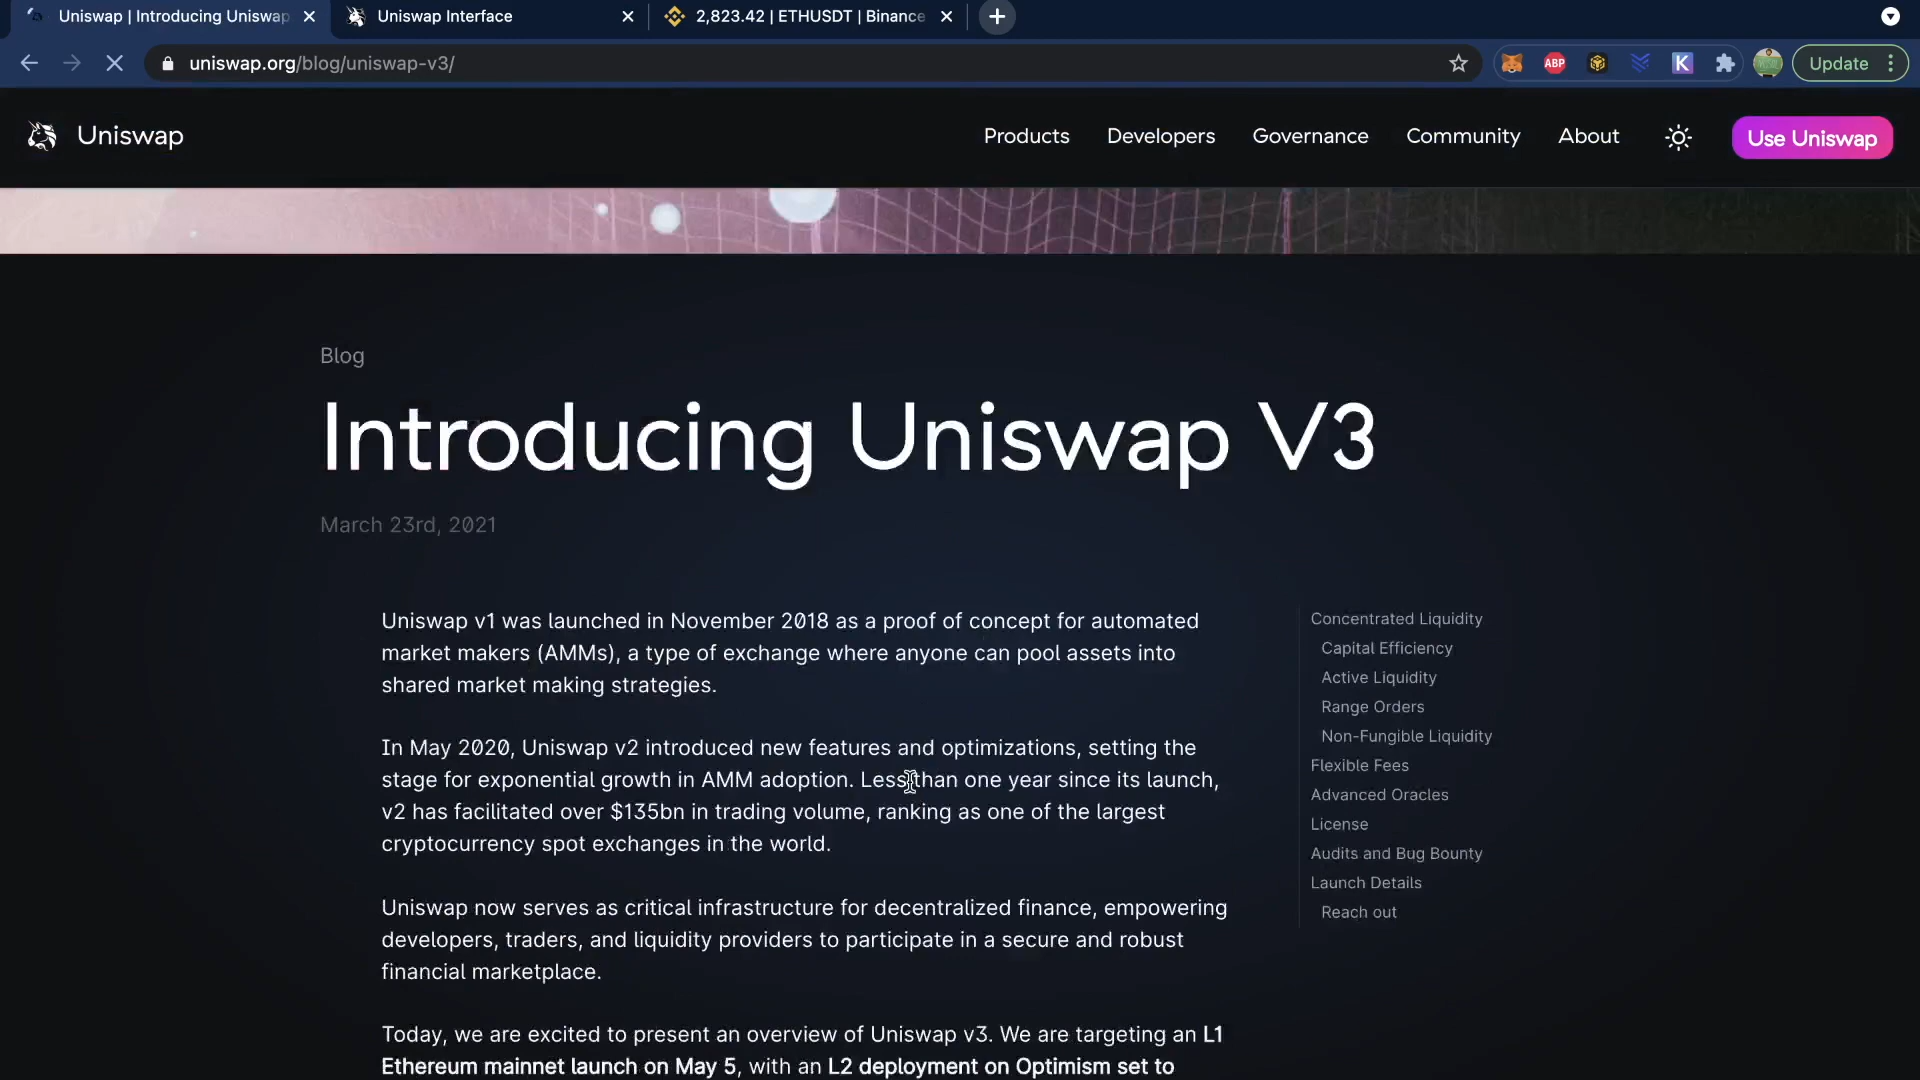 Uniswap | Introducing Uniswap
Uniswap Interface
2,823.42 | ETHUSDT | Binance
uniswap.org/blog/uniswap-v3/
ABP
K
Update
Uniswap
Products
Developers
Governance
Community
About
Use Uniswap
Blog
Introducing Uniswap V3
March 23rd, 2021
Uniswap v1 was launched in November 2018 as a proof of concept for automated
market makers (AMMs), a type of exchange where anyone can pool assets into
shared market making strategies.
In May 2020, Uniswap v2 introduced new features and optimizations, setting the
stage for exponential growth in AMM adoption. Less than one year since its launch,
v2 has facilitated over $135bn in trading volume, ranking as one of the largest
cryptocurrency spot exchanges in the world.
Uniswap now serves as critical infrastructure for decentralized finance, empowering
developers, traders, and liquidity providers to participate in a secure and robust
financial marketplace.
Today, we are excited to present an overview of Uniswap v3. We are targeting an L1
Ethereum mainnet launch on May 5, with an L2 deployment on Optimism set to
Concentrated Liquidity
Capital Efficiency
Active Liquidity
Range Orders
Non-Fungible Liquidity
Flexible Fees
Advanced Oracles
License
Audits and Bug Bounty
Launch Details
Reach out